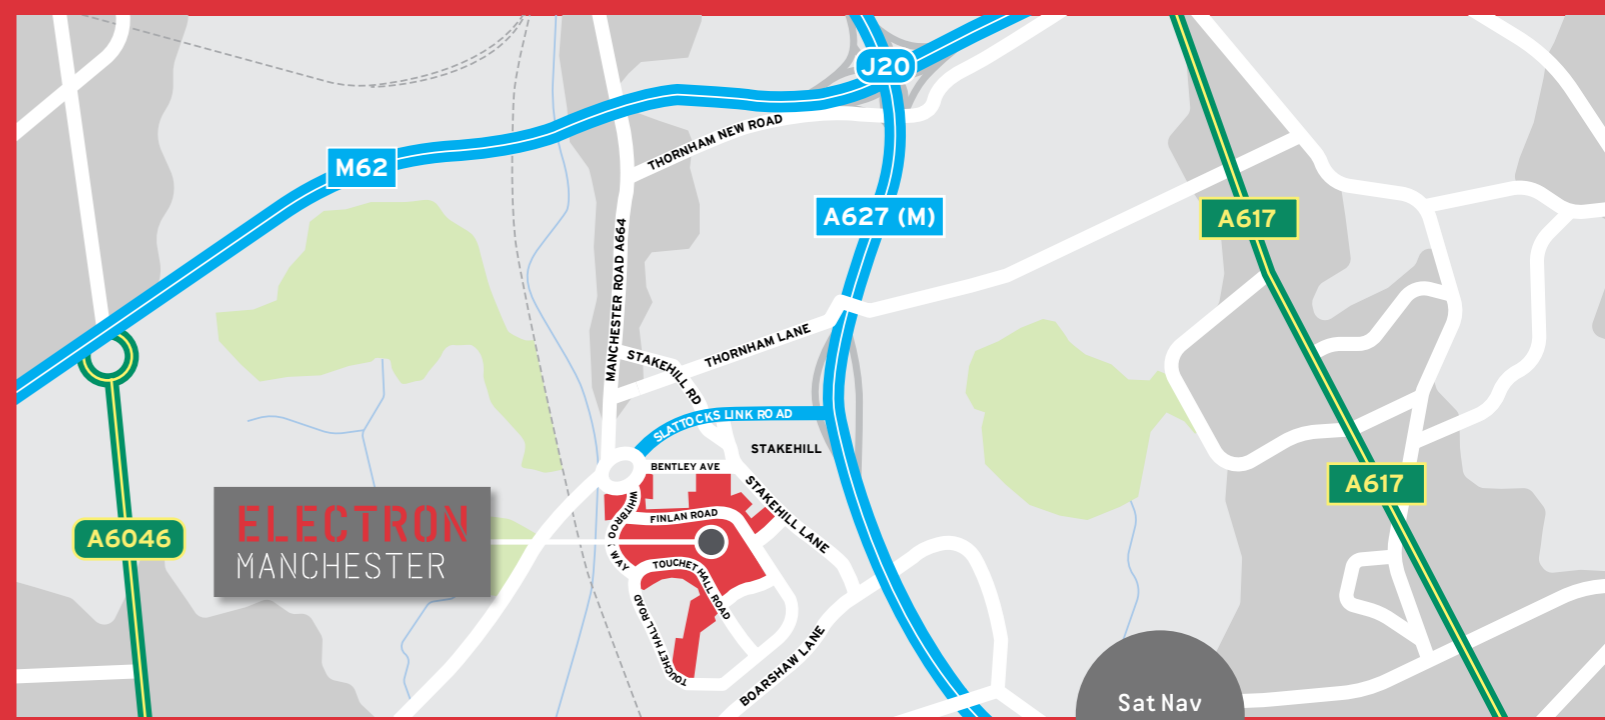 J20
THORNHAM NEW ROAD
M62
A627 (M)
A617
MANCHESTER ROAD A664
THORNHAM LANE
STAKEHILL RD
SLATTOCKS LINK ROAD
STAKEHILL
BENTLEY AVE
A617
STAKEHILL LANE
WHITBROOK WAY
FINLAN ROAD
ELECTRON
MANCHESTER
A6046
TOUCHET HALL ROAD
TOUCHET HALL ROAD
BOARSHAW LANE
Sat Nav